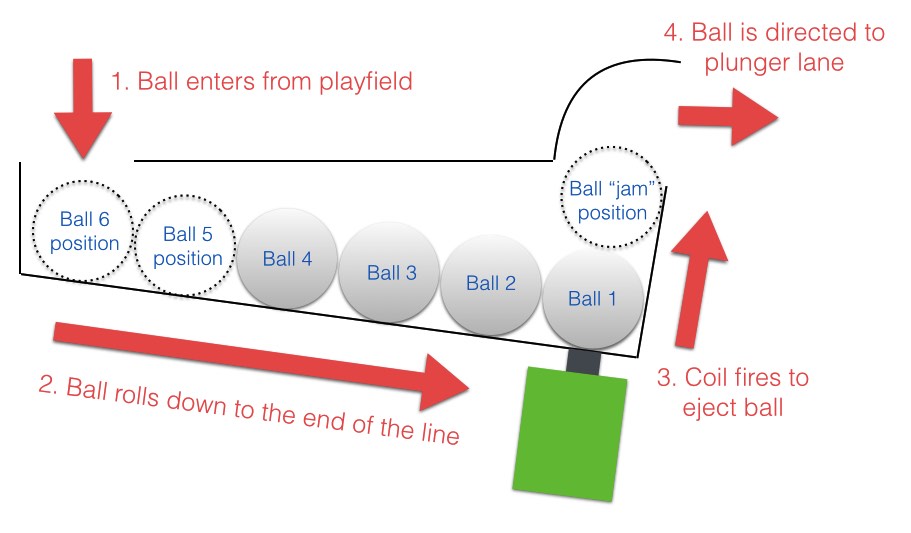 4. Ball is directed to
plunger lane
1. Ball enters from playfield
Ball “jam”
position
Ball 6
position
Ball 5
position
Ball 4
Ball 3
Ball 2
Ball 1
2. Ball rolls down to the end of the line
3. Coil fires to
eject ball